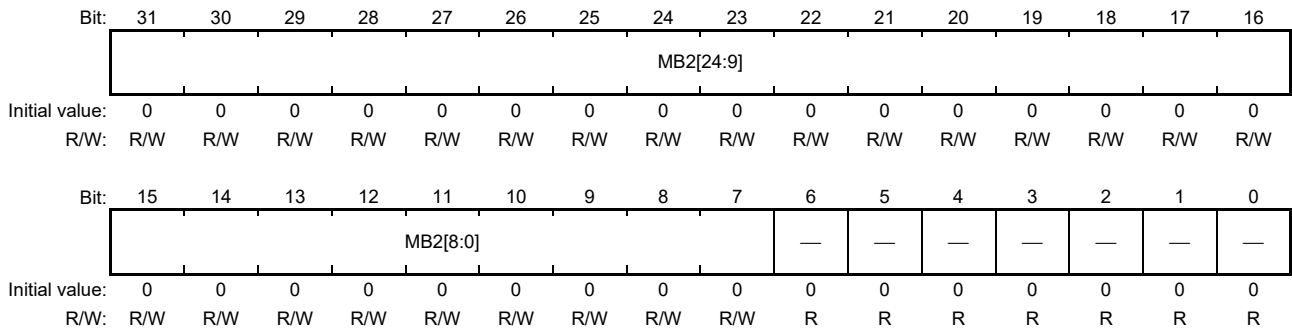 Bit: 31 30 29 28 27 26 25 24 23 22 21 20 19 18 17 16
MB2[24:9]
Initial value: 0 0 0 0 0 0 0 0 0 0 0 0 0 0 0 0
R/W: R/W R/W R/W R/W R/W R/W R/W R/W R/W R/W R/W R/W R/W R/W R/W R/W
Bit: 15 14 13 12 11 10 9 8 7 6 5 4 3 2 1 0
MB2[8:0] — — — — — — —
Initial value: 0 0 0 0 0 0 0 0 0 0 0 0 0 0 0 0
R/W: R/W R/W R/W R/W R/W R/W R/W R/W R/W R R R R R R R